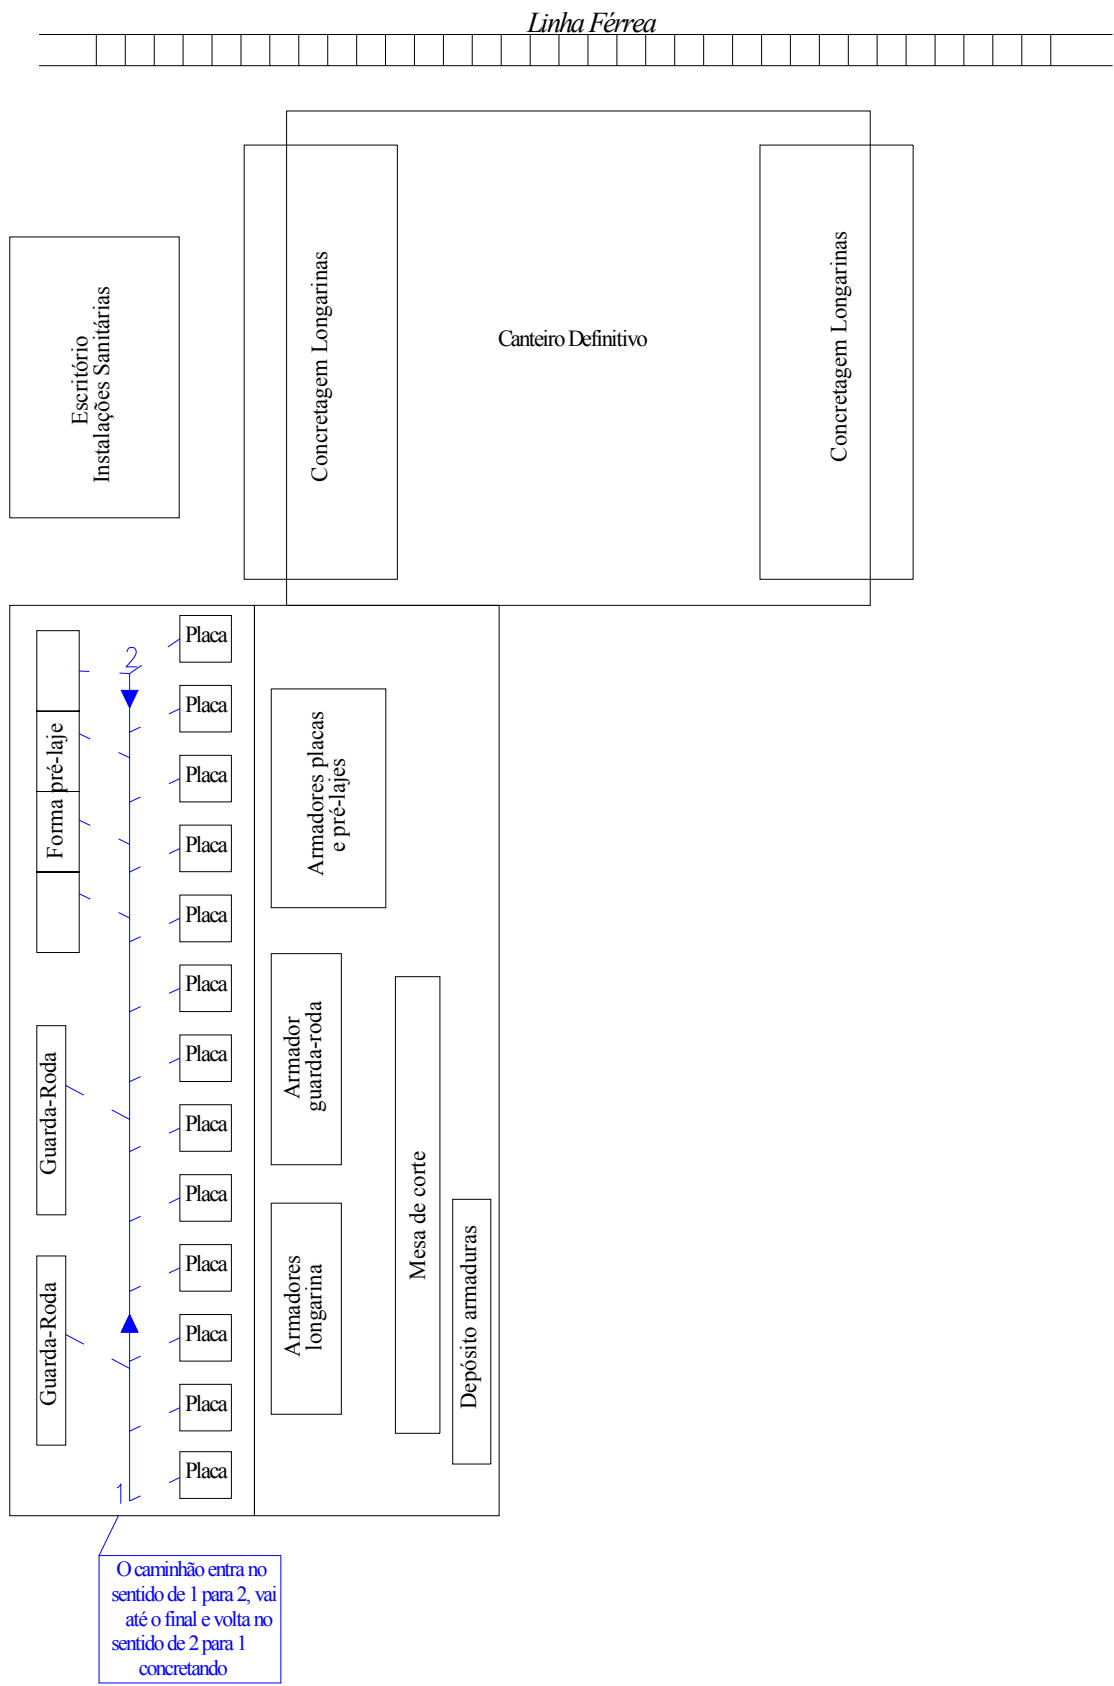 Linha Férrea
Escritório
Instalações Sanitárias
Concretagem Longarinas
Canteiro Definitivo
Concretagem Longarinas
2
Placa
Placa
Placa
Placa
Placa
Placa
Placa
Placa
Placa
Placa
Placa
Placa
Placa
Forma pré-laje
Guarda-Roda
Guarda-Roda
1
Armadores placas
e pré-lajes
Armador
guarda-roda
Armadores
longarina
Mesa de corte
Depósito armaduras
O caminhão entra no
sentido de 1 para 2, vai
até o final e volta no
sentido de 2 para 1
concretando